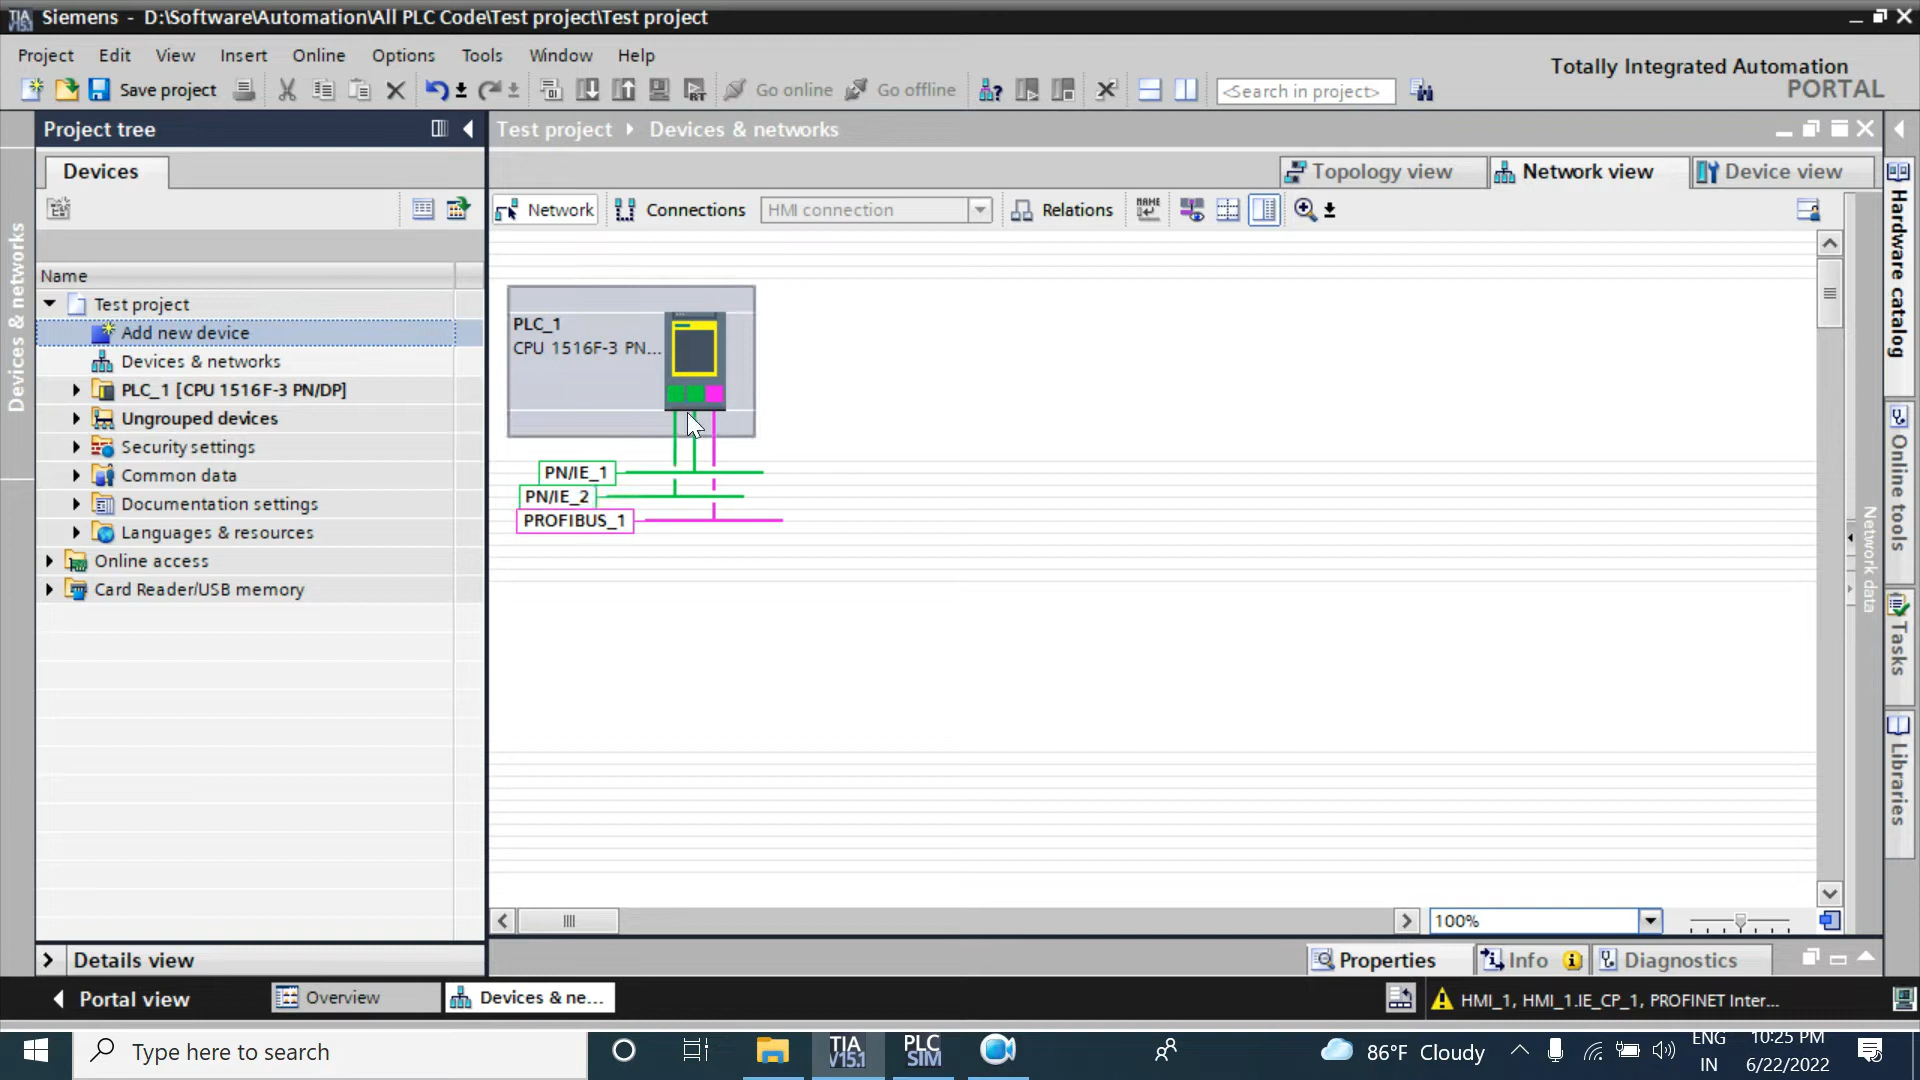 TIA V15.1 Siemens - D:\Software\Automation\All PLC Code\Test project\Test project
Project Edit View Insert Online Options Tools Window Help
Totally Integrated Automation
PORTAL
Save project Go online Go offline <Search in project>
Project tree
Test project Devices & networks
Devices
Topology view Network view Device view
Network Connections HMI connection Relations
Name
Test project
Add new device
Devices & networks
PLC_1 [CPU 1516F-3 PN/DP]
Ungrouped devices
Security settings
Common data
Documentation settings
Languages & resources
Online access
Card Reader/USB memory
PLC_1
CPU 1516F-3 PN...
PN/IE_1
PN/IE_2
PROFIBUS_1
Devices & networks
Hardware catalog
Online tools
Tasks
Libraries
Network data
100%
Details view
Properties Info Diagnostics
Portal view Overview Devices & ne...
HMI_1, HMI_1.IE_CP_1, PROFINET Inter...
Type here to search
TIA
V15.1
PLC
SIM
86°F Cloudy
ENG
IN
10:25 PM
6/22/2022